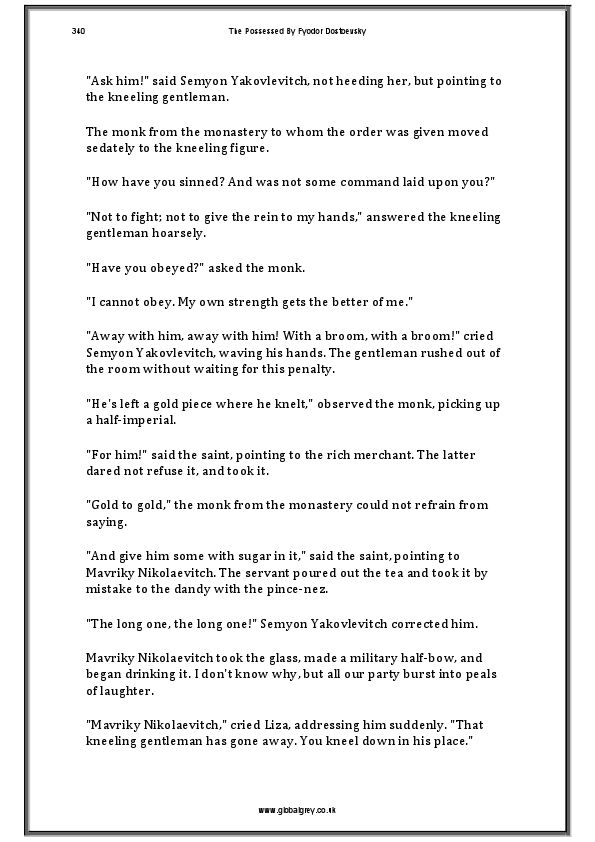 340
The Possessed By Fyodor Dostoevsky
"Ask him!" said Semyon Yakovlevitch, not heeding her, but pointing to
the kneeling gentleman.
The monk from the monastery to whom the order was given moved
sedately to the kneeling figure.
"How have you sinned? And was not some command laid upon you?"
"Not to fight; not to give the rein to my hands," answered the kneeling
gentleman hoarsely.
"Have you obeyed?" asked the monk.
"I cannot obey. My own strength gets the better of me."
"Away with him, away with him! With a broom, with a broom!" cried
Semyon Yakovlevitch, waving his hands. The gentleman rushed out of
the room without waiting for this penalty.
"He's left a gold piece where he knelt," observed the monk, picking up
a half-imperial.
"For him!" said the saint, pointing to the rich merchant. The latter
dared not refuse it, and took it.
"Gold to gold," the monk from the monastery could not refrain from
saying.
"And give him some with sugar in it," said the saint, pointing to
Mavriky Nikolaevitch. The servant poured out the tea and took it by
mistake to the dandy with the pince-nez.
"The long one, the long one!" Semyon Yakovlevitch corrected him.
Mavriky Nikolaevitch took the glass, made a military half-bow, and
began drinking it. I don't know why, but all our party burst into peals
of laughter.
"Mavriky Nikolaevitch," cried Liza, addressing him suddenly. "That
kneeling gentleman has gone away. You kneel down in his place."
www.globalgrey.co.uk